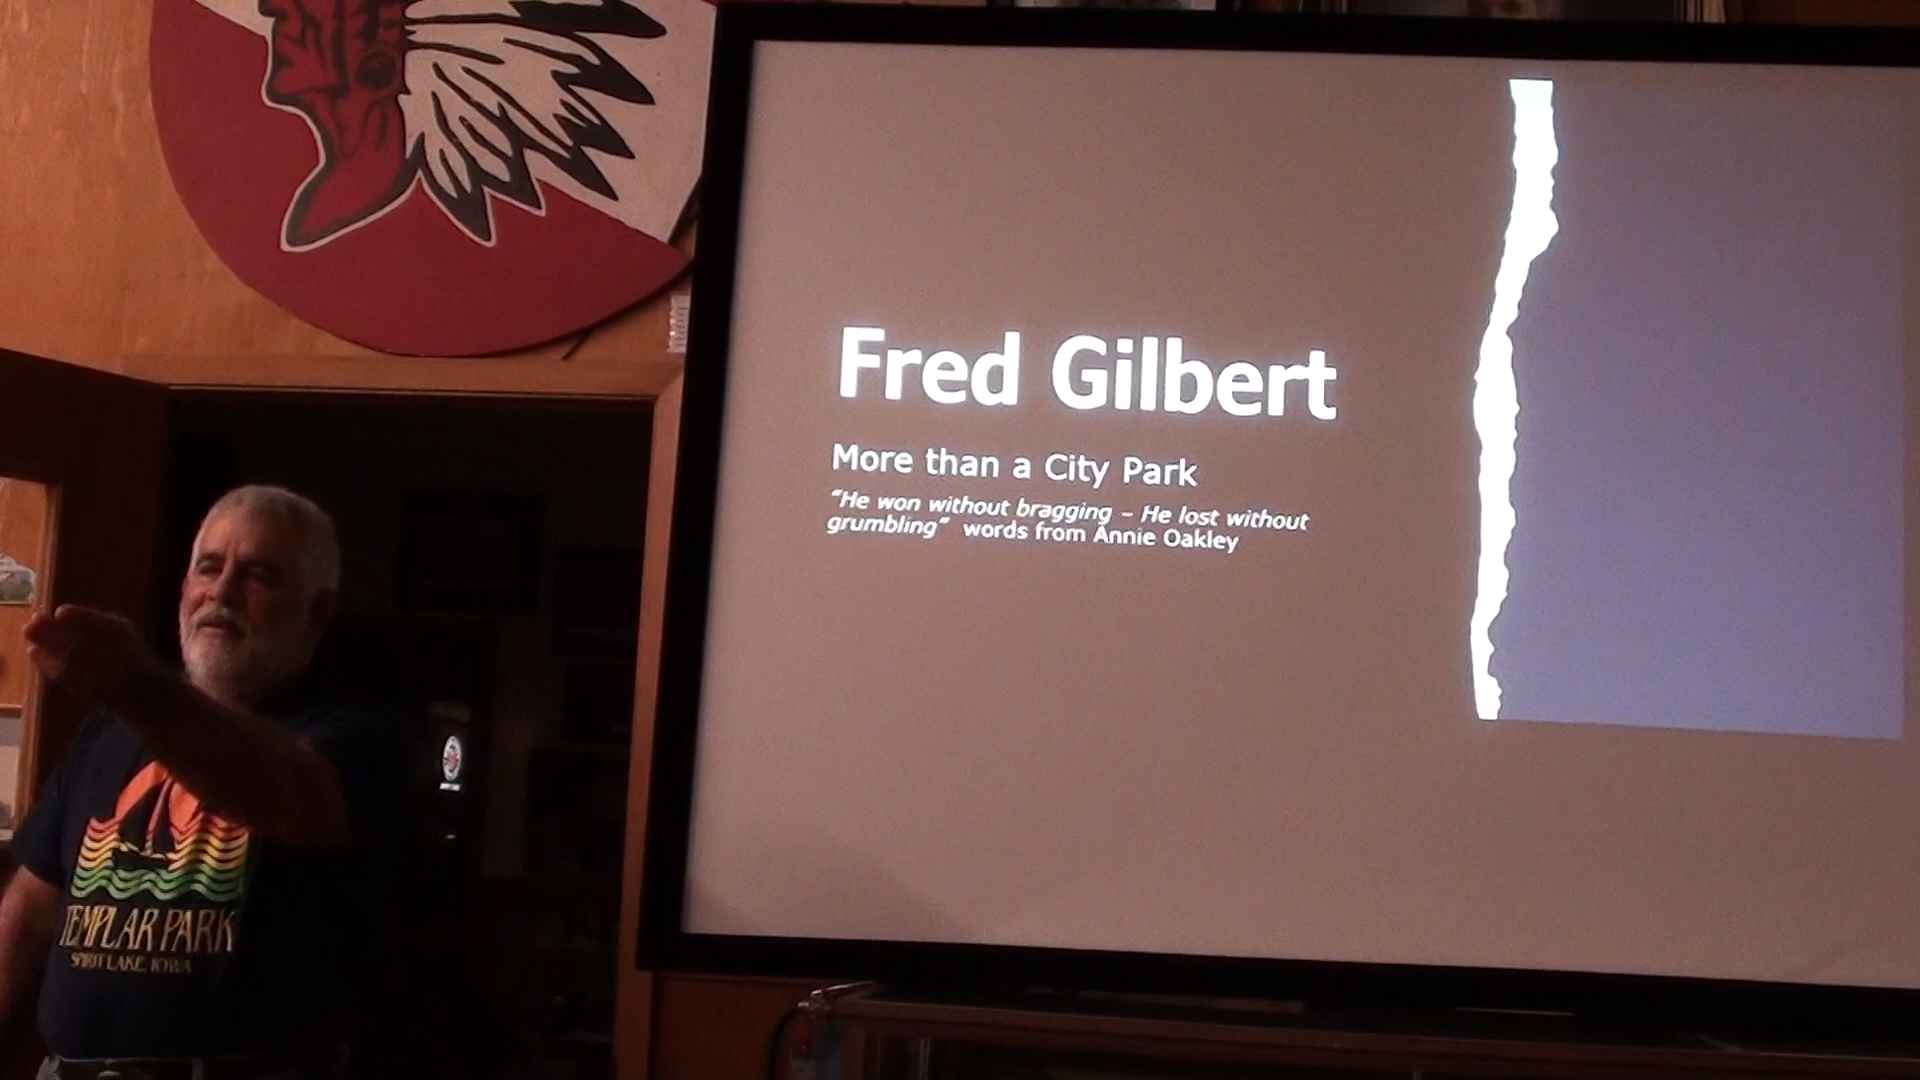 Fred Gilbert
More than a City Park
“He won without bragging – He lost without
grumbling” words from Annie Oakley
TEMPLAR PARK
SPIRIT LAKE, IOWA